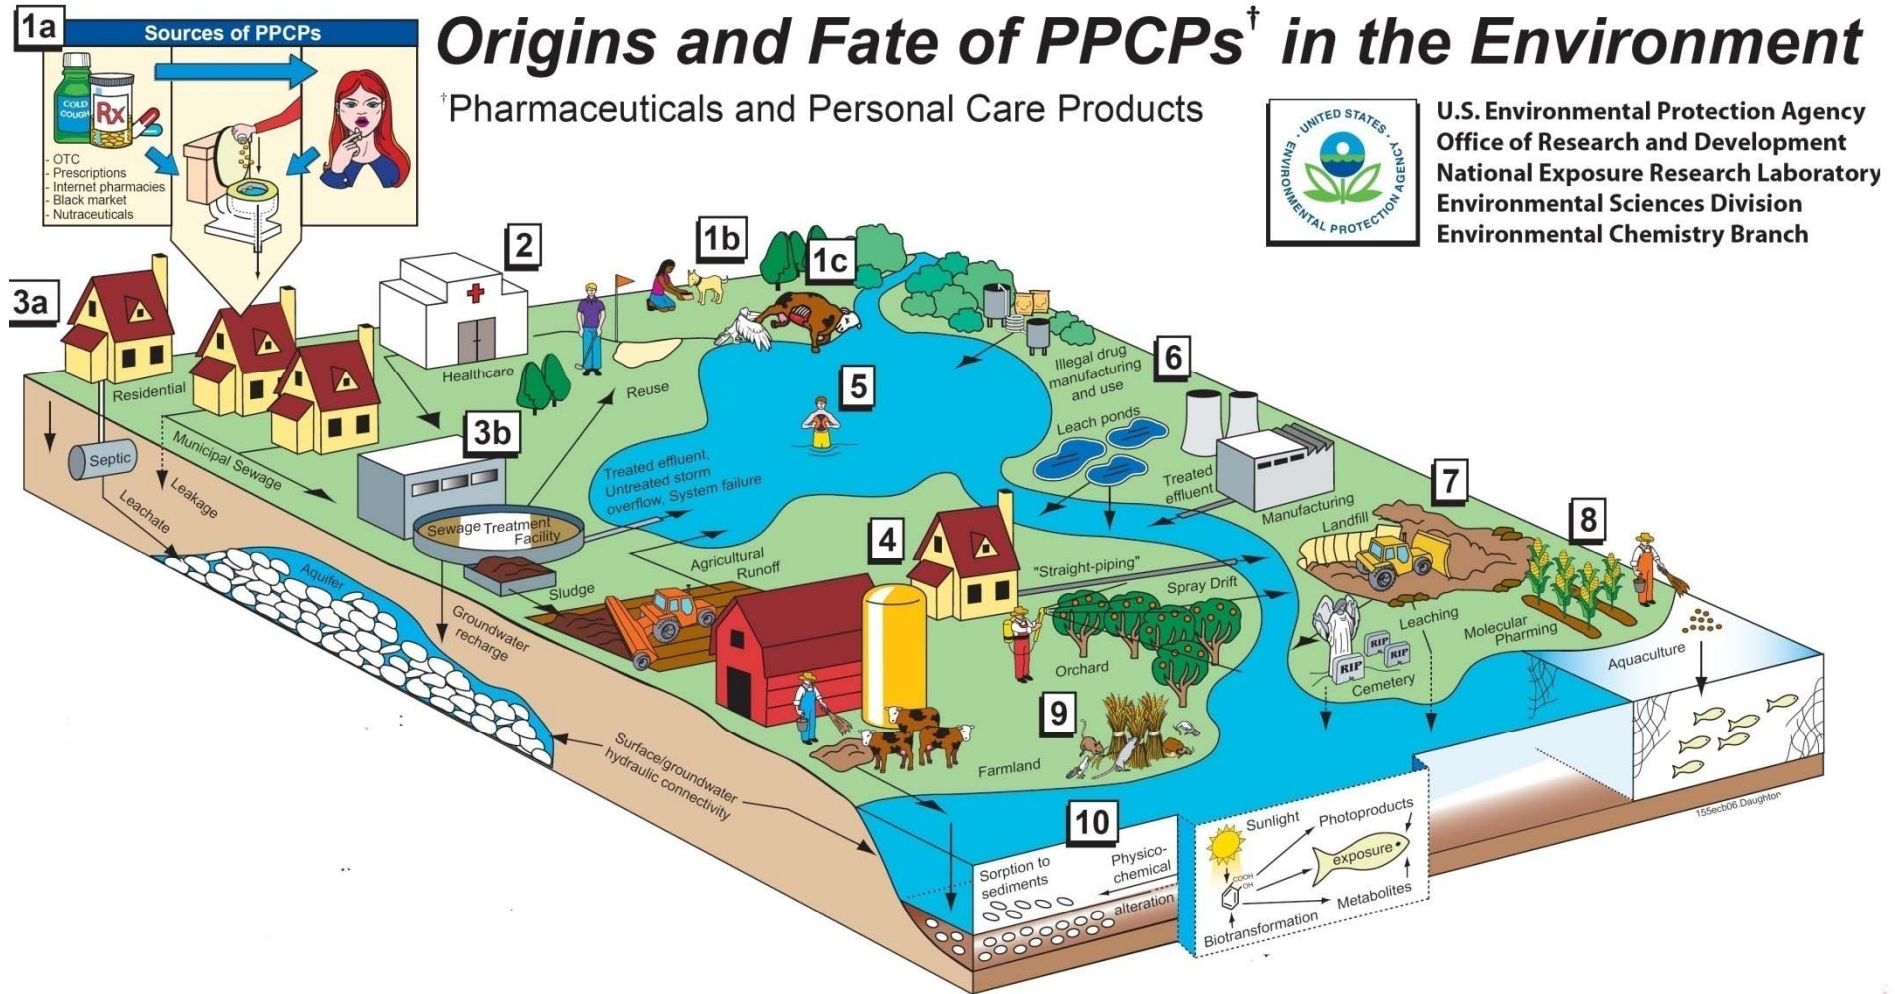 1a
Sources of PPCPs
COLD
COUGH
Rx
- OTC
- Prescriptions
- Internet pharmacies
- Black market
- Nutraceuticals
Origins and Fate of PPCPs† in the Environment
†Pharmaceuticals and Personal Care Products
UNITED STATES
ENVIRONMENTAL PROTECTION AGENCY
U.S. Environmental Protection Agency
Office of Research and Development
National Exposure Research Laboratory
Environmental Sciences Division
Environmental Chemistry Branch
1b
1c
2
Healthcare
3a
Residential
Septic
Leachate
Leakage
Municipal Sewage
3b
Reuse
Sewage Treatment
Facility
Sludge
Treated effluent,
Untreated storm
overflow, System failure
5
Illegal drug
manufacturing
and use
6
Leach ponds
Treated
effluent
Manufacturing
7
Landfill
8
Agricultural
Runoff
4
"Straight-piping"
Spray Drift
Orchard
Leaching
Molecular
Pharming
RIP
RIP
RIP
Cemetery
Aquaculture
Aquifer
Groundwater
recharge
9
Farmland
Surface/groundwater
hydraulic connectivity
10
Sorption to
sediments
Physico-
chemical
alteration
Sunlight
Photoproducts
exposure
COOH
OH
Metabolites
Biotransformation
155ecb06.Daughton